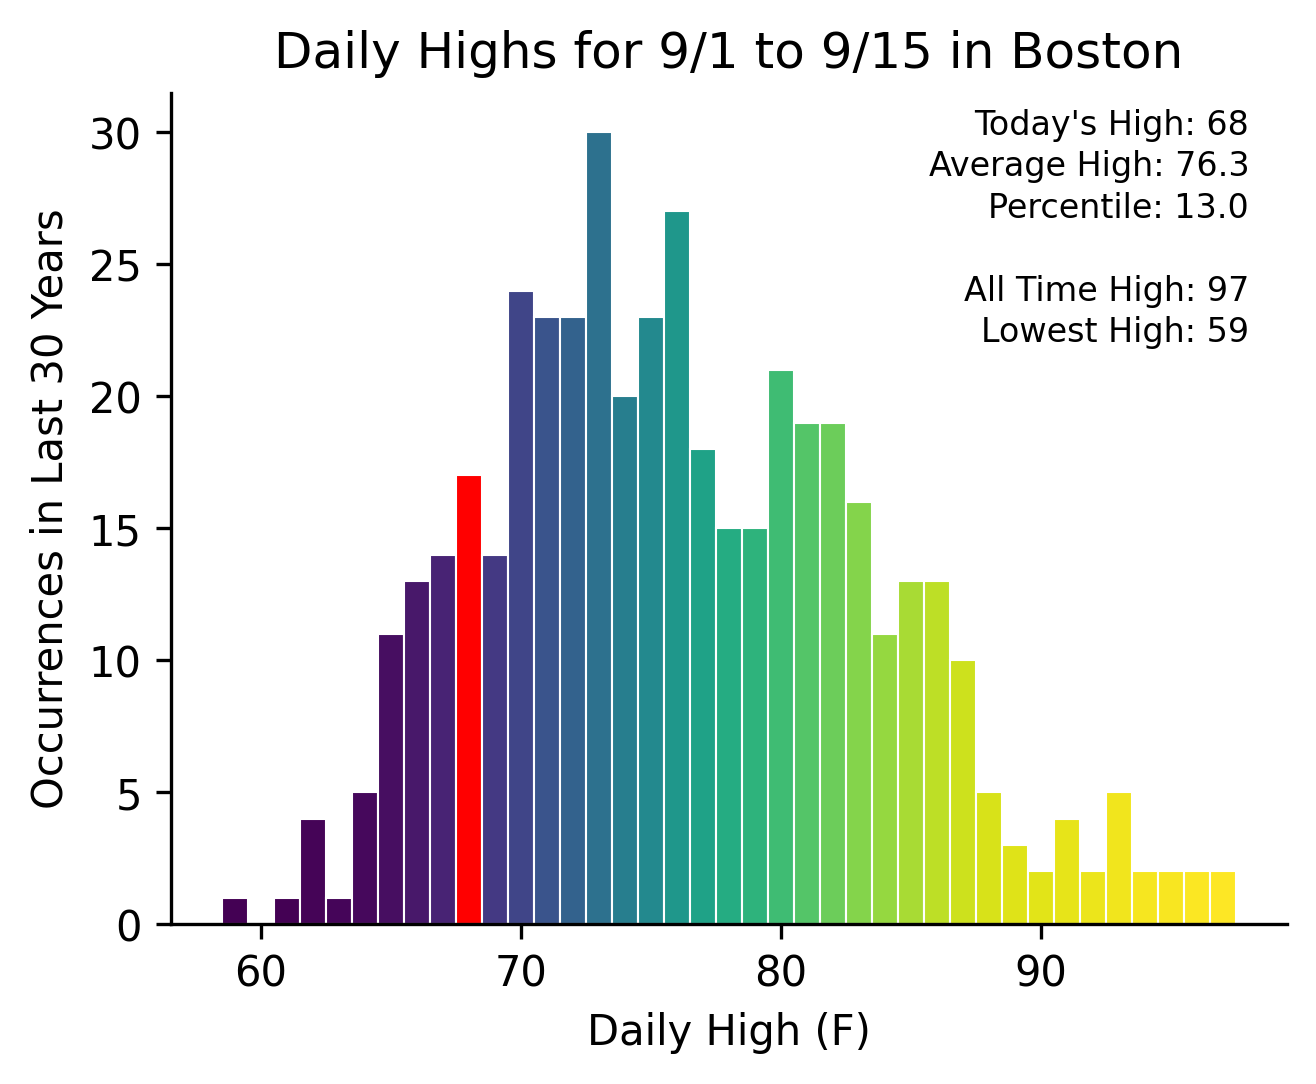 Daily Highs for 9/1 to 9/15 in Boston
Today's High: 68
Average High: 76.3
Percentile: 13.0
All Time High: 97
Lowest High: 59
Occurrences in Last 30 Years
30
25
20
15
10
5
0
60 70 80 90
Daily High (F)